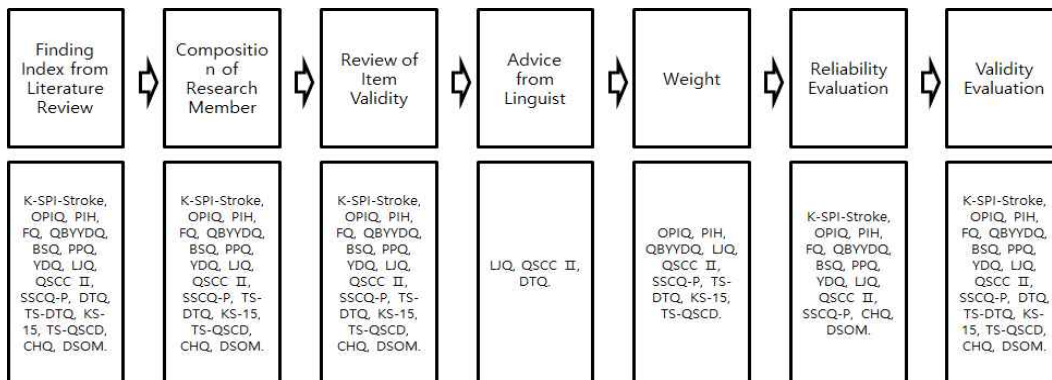 Finding
Index from
Literature
Review
Compositio
n of
Research
Member
Review of
Item
Validity
Advice
from
Linguist
Weight
Reliability
Evaluation
Validity
Evaluation
K-SPI-Stroke,
OPIQ, PIH,
FQ, QBYYDQ,
BSQ, PPQ,
YDQ, LJQ,
QSCC Ⅱ,
SSCQ-P, DTQ,
TS-DTQ, KS-
15, TS-QSCD,
CHQ, DSOM.
K-SPI-Stroke,
OPIQ, PIH,
FQ, QBYYDQ,
BSQ, PPQ,
YDQ, LJQ,
QSCC Ⅱ,
SSCQ-P, TS-
DTQ, KS-15,
TS-QSCD,
CHQ, DSOM.
K-SPI-Stroke,
OPIQ, PIH,
FQ, QBYYDQ,
BSQ, PPQ,
YDQ, LJQ,
QSCC Ⅱ,
SSCQ-P, TS-
DTQ, KS-15,
TS-QSCD,
CHQ, DSOM.
LJQ, QSCC Ⅱ,
DTQ.
OPIQ, PIH,
QBYYDQ, LJQ,
QSCC Ⅱ,
SSCQ-P, TS-
DTQ, KS-15,
TS-QSCD.
K-SPI-Stroke,
OPIQ, PIH,
FQ, QBYYDQ,
BSQ, PPQ,
YDQ, LJQ,
QSCC Ⅱ,
SSCQ-P, CHQ,
DSOM.
K-SPI-Stroke,
OPIQ, PIH,
FQ, QBYYDQ,
BSQ, PPQ,
YDQ, LJQ,
QSCC Ⅱ,
SSCQ-P, DTQ,
TS-DTQ, KS-
15, TS-QSCD,
CHQ, DSOM.